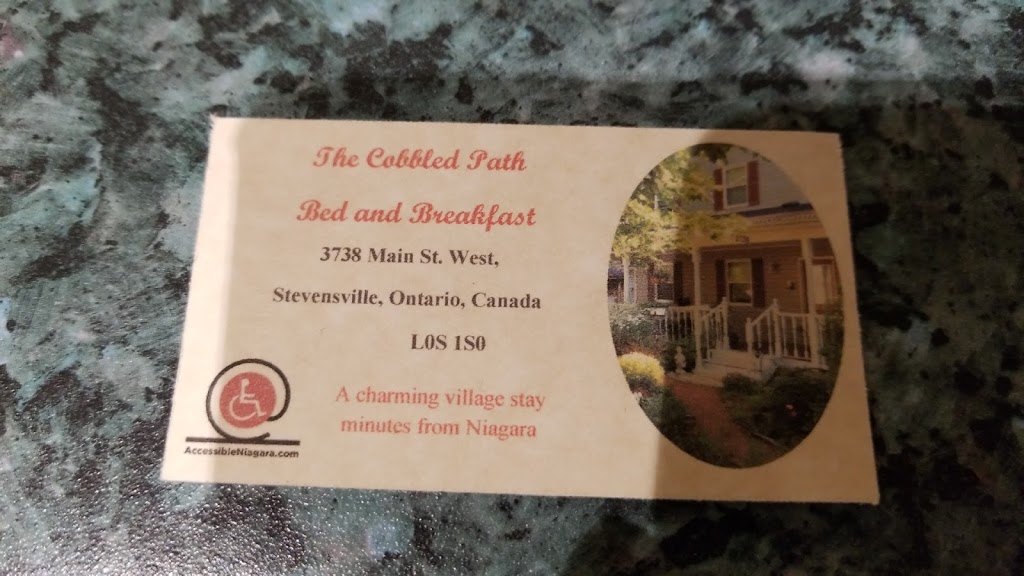 The Cobbled Path
Bed and Breakfast
3738 Main St. West,
Stevensville, Ontario, Canada
L0S 1S0
A charming village stay
minutes from Niagara
AccessibleNiagara.com